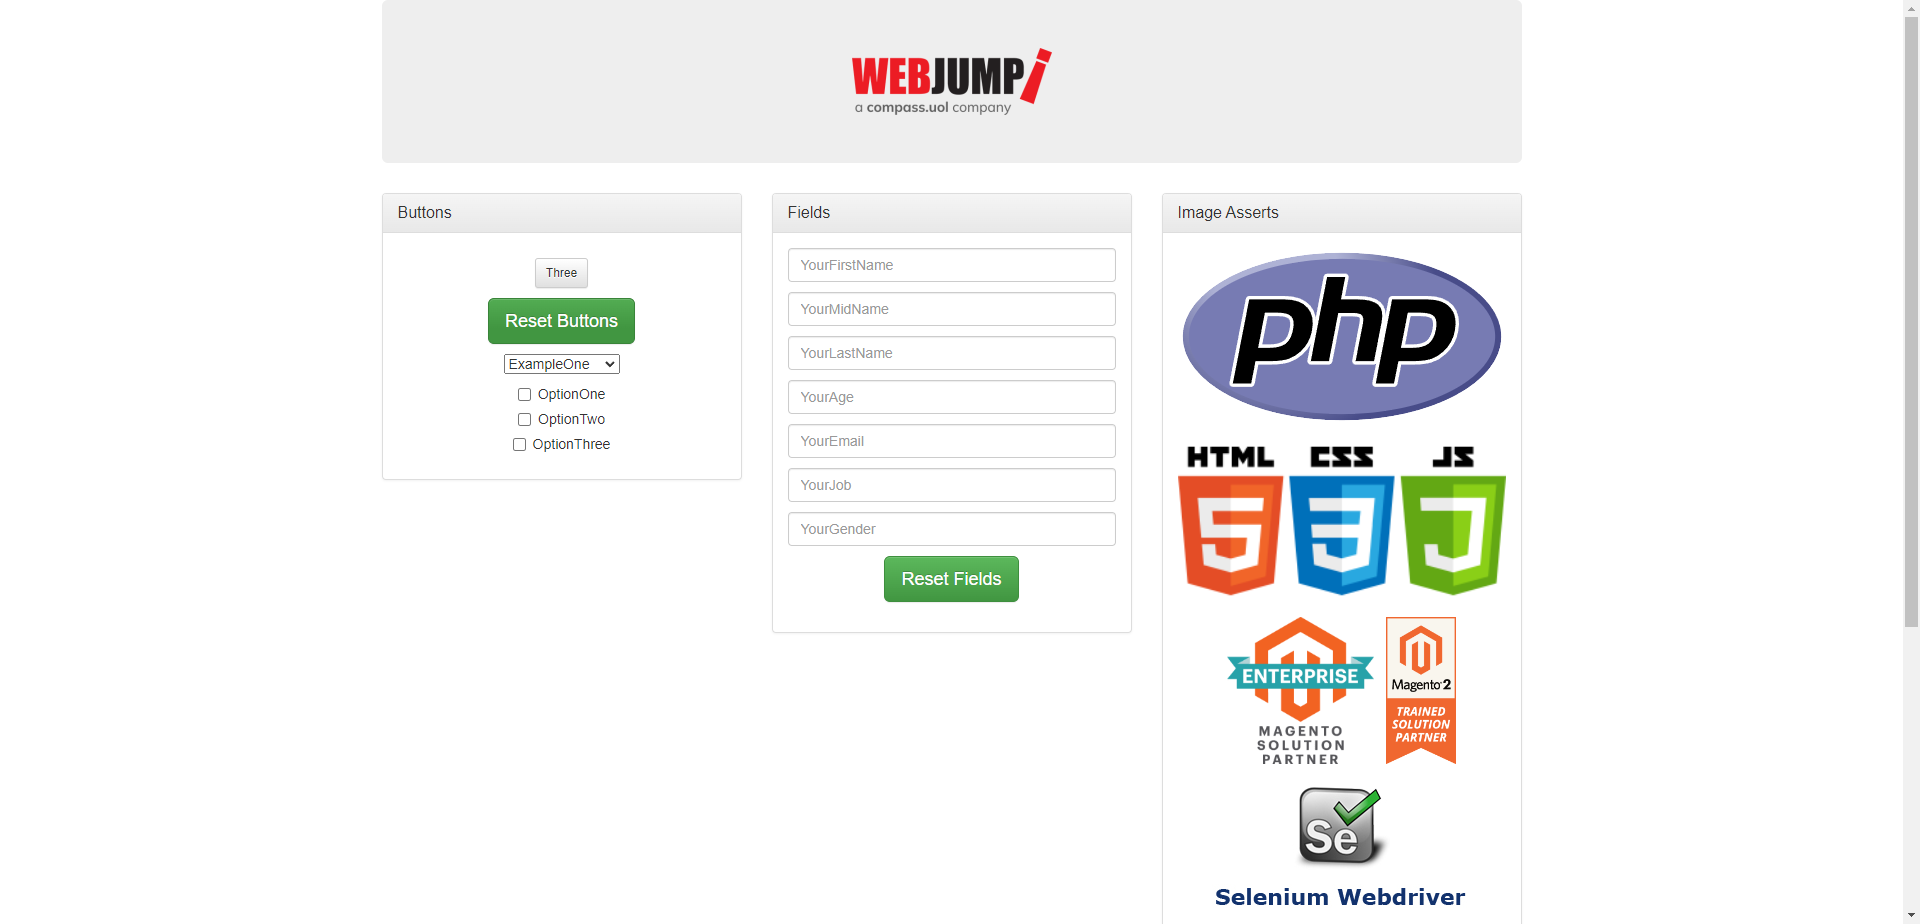 WEBJUMP
a compass.uol company
Buttons
Three
Reset Buttons
ExampleOne
OptionOne
OptionTwo
OptionThree
Fields
YourFirstName
YourMidName
YourLastName
YourAge
YourEmail
YourJob
YourGender
Reset Fields
Image Asserts
php
HTML CSS JS
5 3 J
ENTERPRISE
MAGENTO
SOLUTION
PARTNER
Magento 2
TRAINED
SOLUTION
PARTNER
Se
Selenium Webdriver